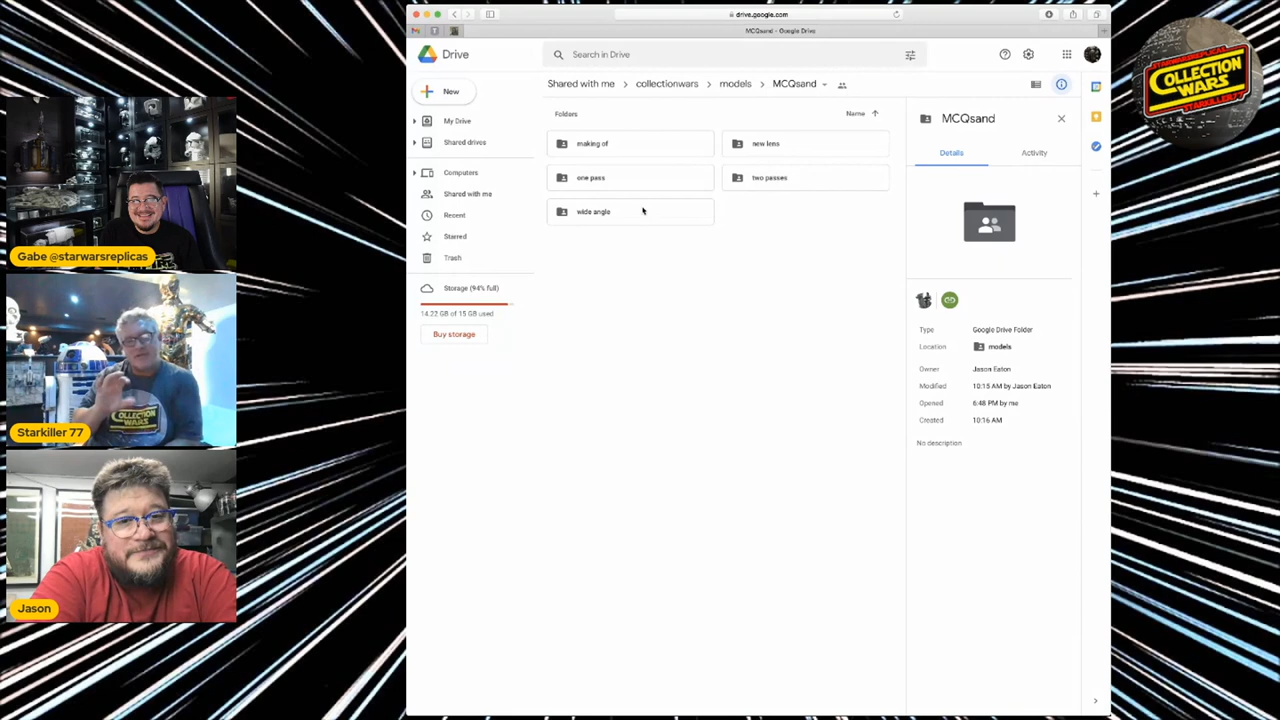 drive.google.com
MCQsand - Google Drive
Drive
Search in Drive
New
My Drive
Shared drives
Computers
Shared with me
Recent
Starred
Trash
Storage (94% full)
14.22 GB of 15 GB used
Buy storage
Shared with me > collectionwars > models > MCQsand
Folders
Name
making of
new lens
one pass
two passes
wide angle
MCQsand
Details
Activity
Type Google Drive Folder
Location models
Owner Jason Eaton
Modified 10:15 AM by Jason Eaton
Opened 6:48 PM by me
Created 10:16 AM
No description
Gabe @starwarsreplicas
COLLECTION
WARS
Starkiller 77
Jason
STARWARSREPLICAS
COLLECTION
WARS
STARKILLER77